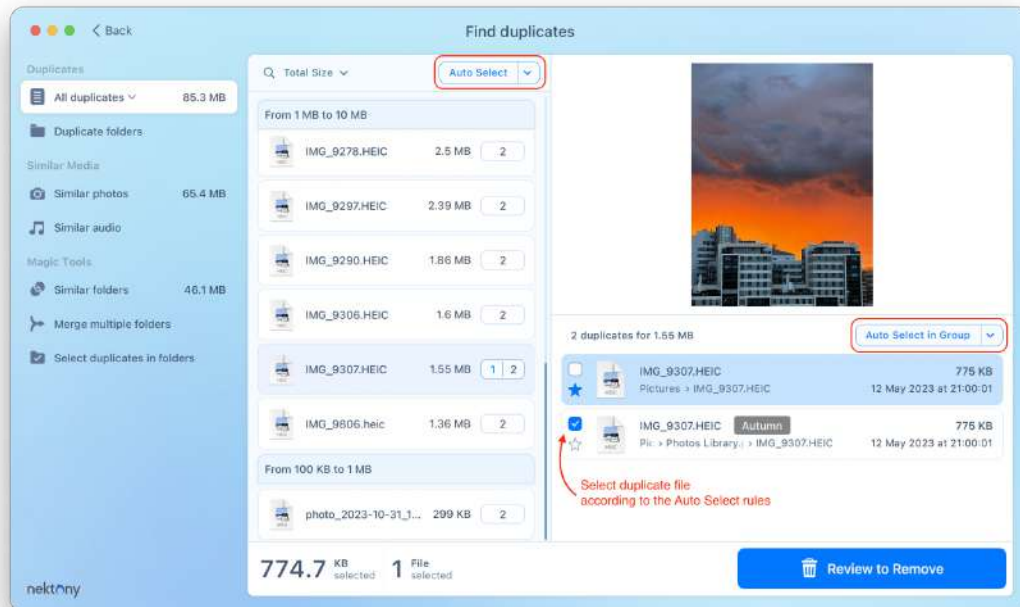 Back
Find duplicates
Duplicates
All duplicates 85.3 MB
Duplicate folders
Similar Media
Similar photos 65.4 MB
Similar audio
Magic Tools
Similar folders 46.1 MB
Merge multiple folders
Select duplicates in folders
nektony
Total Size Auto Select
From 1 MB to 10 MB
IMG_9278.HEIC 2.5 MB 2
IMG_9297.HEIC 2.39 MB 2
IMG_9290.HEIC 1.86 MB 2
IMG_9306.HEIC 1.6 MB 2
IMG_9307.HEIC 1.55 MB 1 2
IMG_9806.heic 1.36 MB 2
From 100 KB to 1 MB
photo_2023-10-31_1... 299 KB 2
2 duplicates for 1.55 MB Auto Select in Group
IMG_9307.HEIC 775 KB
Pictures > IMG_9307.HEIC 12 May 2023 at 21:00:01
IMG_9307.HEIC Autumn 775 KB
Pic > Photos Library. > IMG_9307.HEIC 12 May 2023 at 21:00:01
Select duplicate file
according to the Auto Select rules
774.7 KB selected 1 File selected
Review to Remove